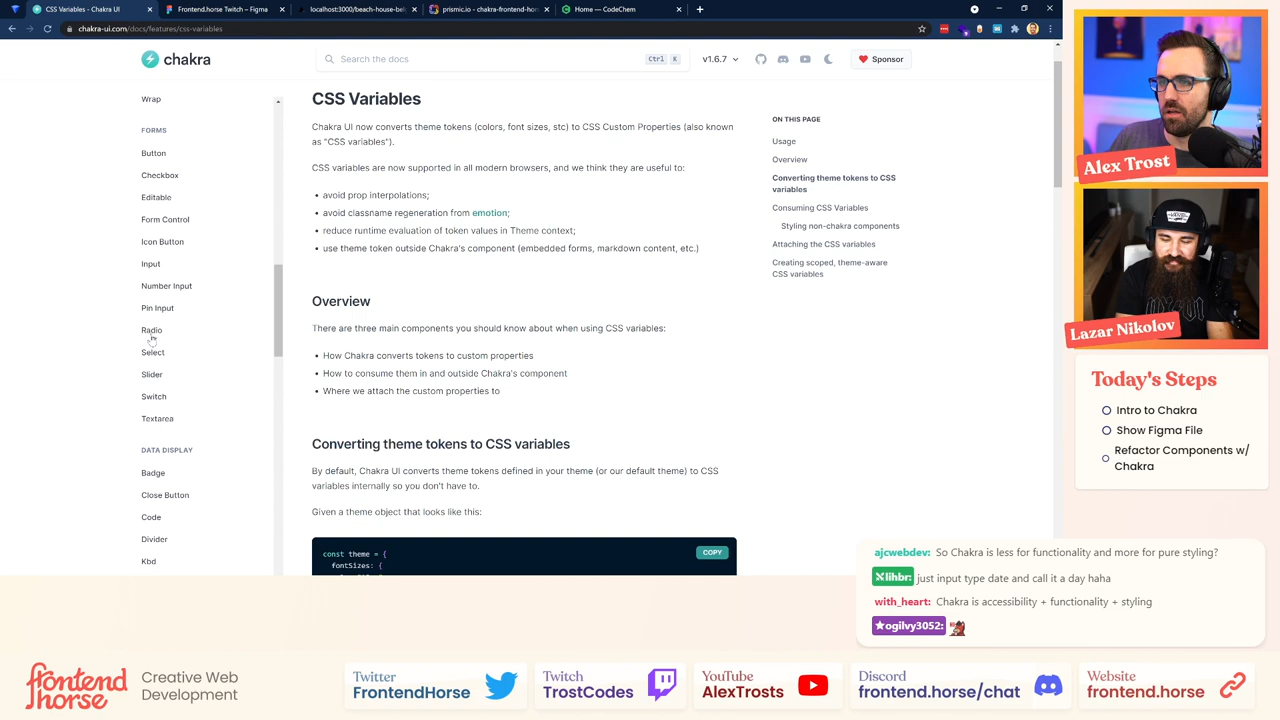 CSS Variables - Chakra UI
Frontend.horse Twitch – Figma
localhost:3000/beach-house-bel
prismic.io - chakra-frontend-hor
Home — CodeChem
chakra-ui.com/docs/features/css-variables
chakra
Search the docs
Ctrl
K
v1.6.7
Sponsor
Wrap
FORMS
Button
Checkbox
Editable
Form Control
Icon Button
Input
Number Input
Pin Input
Radio
Select
Slider
Switch
Textarea
DATA DISPLAY
Badge
Close Button
Code
Divider
Kbd
CSS Variables
Chakra UI now converts theme tokens (colors, font sizes, stc) to CSS Custom Properties (also known
as "CSS variables").
CSS variables are now supported in all modern browsers, and we think they are useful to:
• avoid prop interpolations;
• avoid classname regeneration from emotion;
• reduce runtime evaluation of token values in Theme context;
• use theme token outside Chakra's component (embedded forms, markdown content, etc.)
Overview
There are three main components you should know about when using CSS variables:
• How Chakra converts tokens to custom properties
• How to consume them in and outside Chakra's component
• Where we attach the custom properties to
Converting theme tokens to CSS variables
By default, Chakra UI converts theme tokens defined in your theme (or our default theme) to CSS
variables internally so you don't have to.
Given a theme object that looks like this:
const theme = {
fontSizes: {
COPY
ON THIS PAGE
Usage
Overview
Converting theme tokens to CSS
variables
Consuming CSS Variables
Styling non-chakra components
Attaching the CSS variables
Creating scoped, theme-aware
CSS variables
Alex Trost
Lazar Nikolov
Today's Steps
Intro to Chakra
Show Figma File
Refactor Components w/
Chakra
ajcwebdev: So Chakra is less for functionality and more for pure styling?
lihbr: just input type date and call it a day haha
with_heart: Chakra is accessibility + functionality + styling
ogilvy3052:
frontend
horse
Creative Web
Development
Twitter
FrontendHorse
Twitch
TrostCodes
YouTube
AlexTrosts
Discord
frontend.horse/chat
Website
frontend.horse